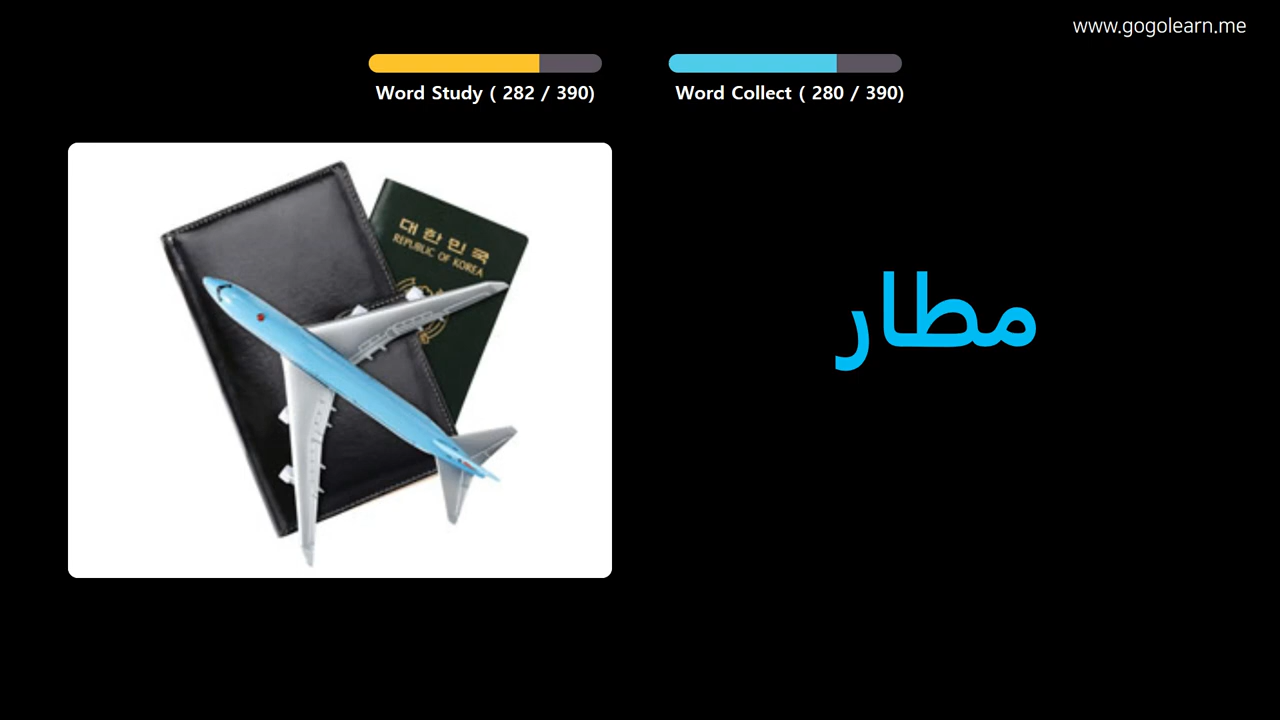 www.gogolearn.me
Word Study ( 282 / 390)
Word Collect ( 280 / 390)
대한민국
REPUBLIC OF KOREA
مطار